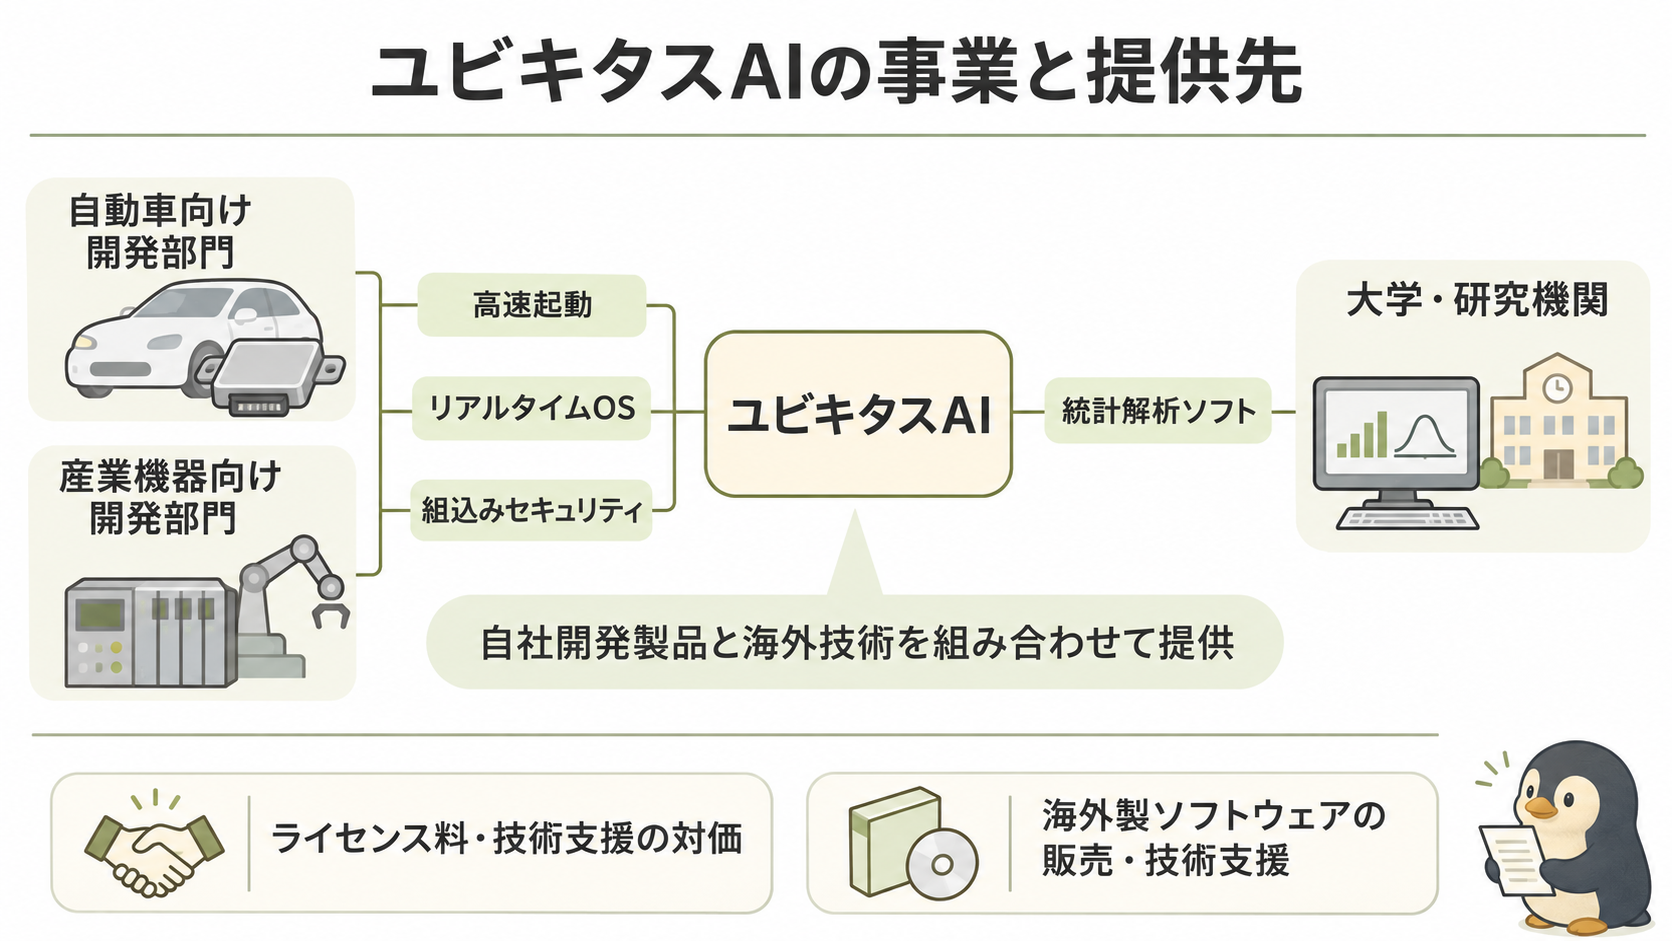 ユビキタスAIの事業と提供先
自動車向け
開発部門
産業機器向け
開発部門
高速起動
リアルタイムOS
組込みセキュリティ
ユビキタスAI
統計解析ソフト
大学・研究機関
自社開発製品と海外技術を組み合わせて提供
ライセンス料・技術支援の対価
海外製ソフトウェアの
販売・技術支援